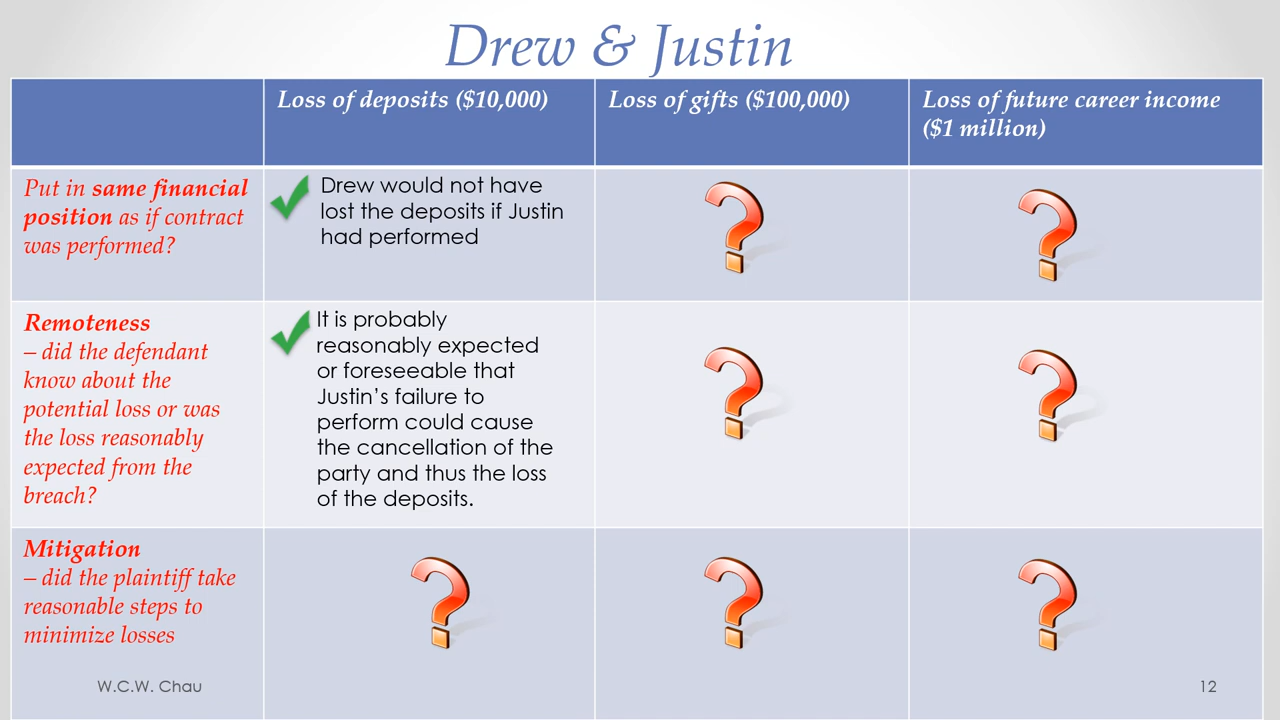 Drew & Justin
Loss of deposits ($10,000)
Loss of gifts ($100,000)
Loss of future career income
($1 million)
Put in same financial
position as if contract
was performed?
Drew would not have
lost the deposits if Justin
had performed
?
?
Remoteness
– did the defendant
know about the
potential loss or was
the loss reasonably
expected from the
breach?
It is probably
reasonably expected
or foreseeable that
Justin’s failure to
perform could cause
the cancellation of the
party and thus the loss
of the deposits.
?
?
Mitigation
– did the plaintiff take
reasonable steps to
minimize losses
?
?
?
W.C.W. Chau
12